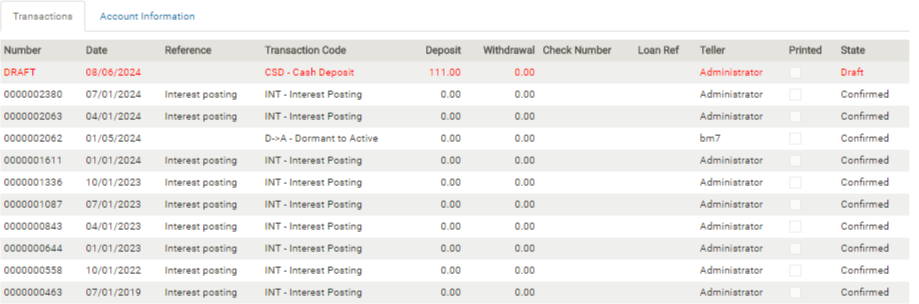 Transactions Account Information
Number Date Reference Transaction Code Deposit Withdrawal Check Number Loan Ref Teller Printed State
DRAFT 08/06/2024 CSD - Cash Deposit 111.00 0.00 Administrator Draft
0000002380 07/01/2024 Interest posting INT - Interest Posting 0.00 0.00 Administrator Confirmed
0000002063 04/01/2024 Interest posting INT - Interest Posting 0.00 0.00 Administrator Confirmed
0000002062 01/05/2024 D->A - Dormant to Active 0.00 0.00 bm7 Confirmed
0000001611 01/01/2024 Interest posting INT - Interest Posting 0.00 0.00 Administrator Confirmed
0000001336 10/01/2023 Interest posting INT - Interest Posting 0.00 0.00 Administrator Confirmed
0000001087 07/01/2023 Interest posting INT - Interest Posting 0.00 0.00 Administrator Confirmed
0000000843 04/01/2023 Interest posting INT - Interest Posting 0.00 0.00 Administrator Confirmed
0000000644 01/01/2023 Interest posting INT - Interest Posting 0.00 0.00 Administrator Confirmed
0000000558 10/01/2022 Interest posting INT - Interest Posting 0.00 0.00 Administrator Confirmed
0000000463 07/01/2019 Interest posting INT - Interest Posting 0.00 0.00 Administrator Confirmed